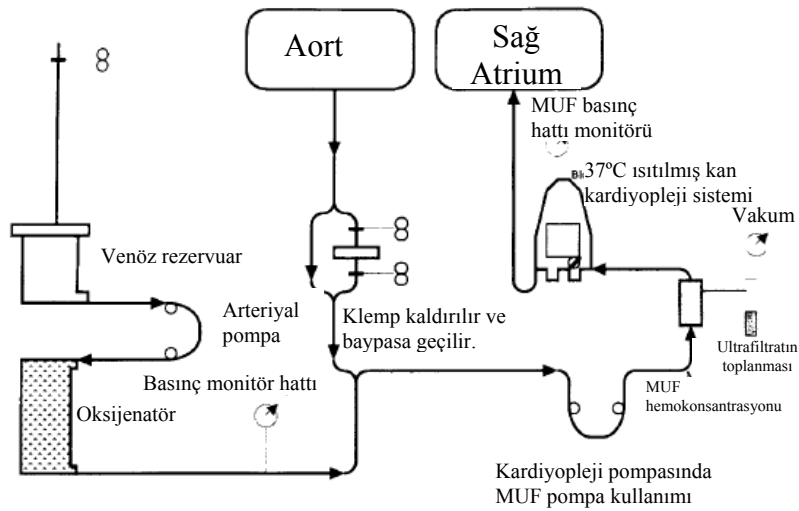 Aort
Sağ
Atrium
MUF basınç
hattı monitörü
37ºC ısıtılmış kan
kardiyopleji sistemi
Vakum
Venöz rezervuar
Arteriyal
pompa
Klemp kaldırılır ve
baypasa geçilir.
Basınç monitör hattı
Oksijenatör
Ultrafiltratın
toplanması
MUF
hemokonsantrasyonu
Kardiyopleji pompasında
MUF pompa kullanımı